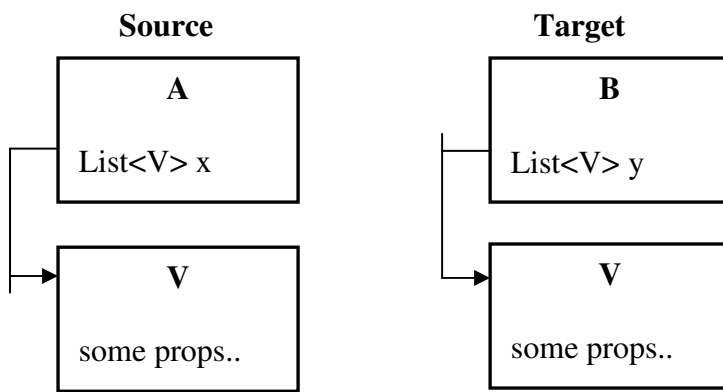 Source
A
List<V> x
V
some props..
Target
B
List<V> y
V
some props..